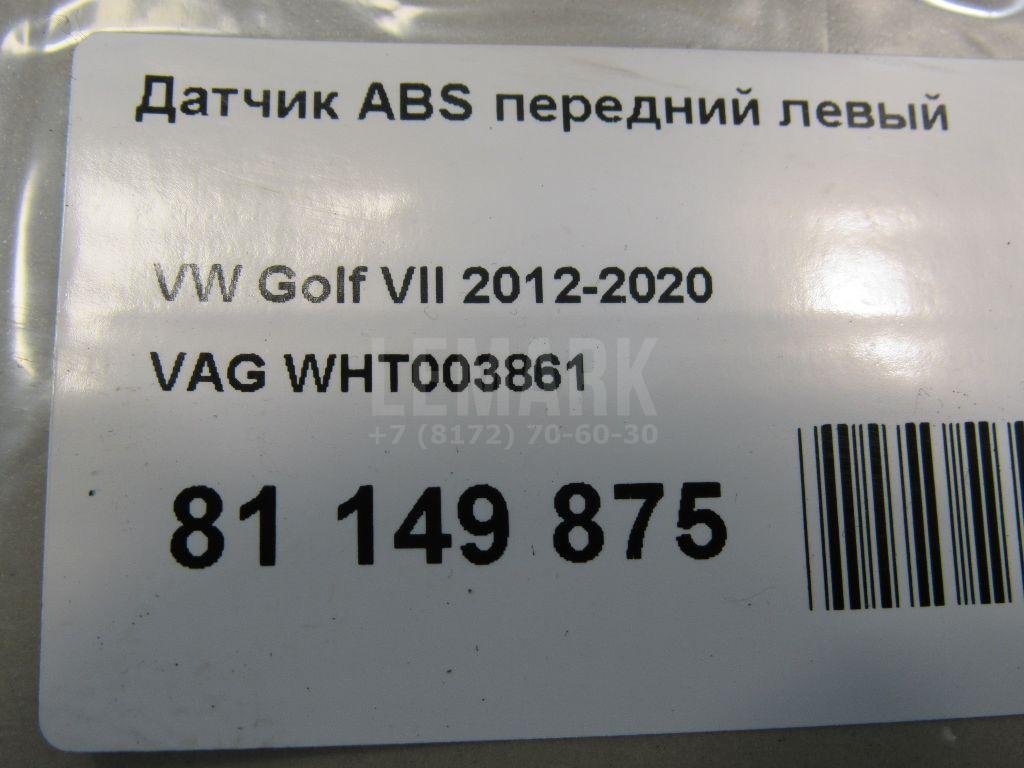 Датчик ABS передний левый
VW Golf VII 2012-2020
VAG WHT003861
LEMARK
+7 (8172) 70-60-30
81 149 875